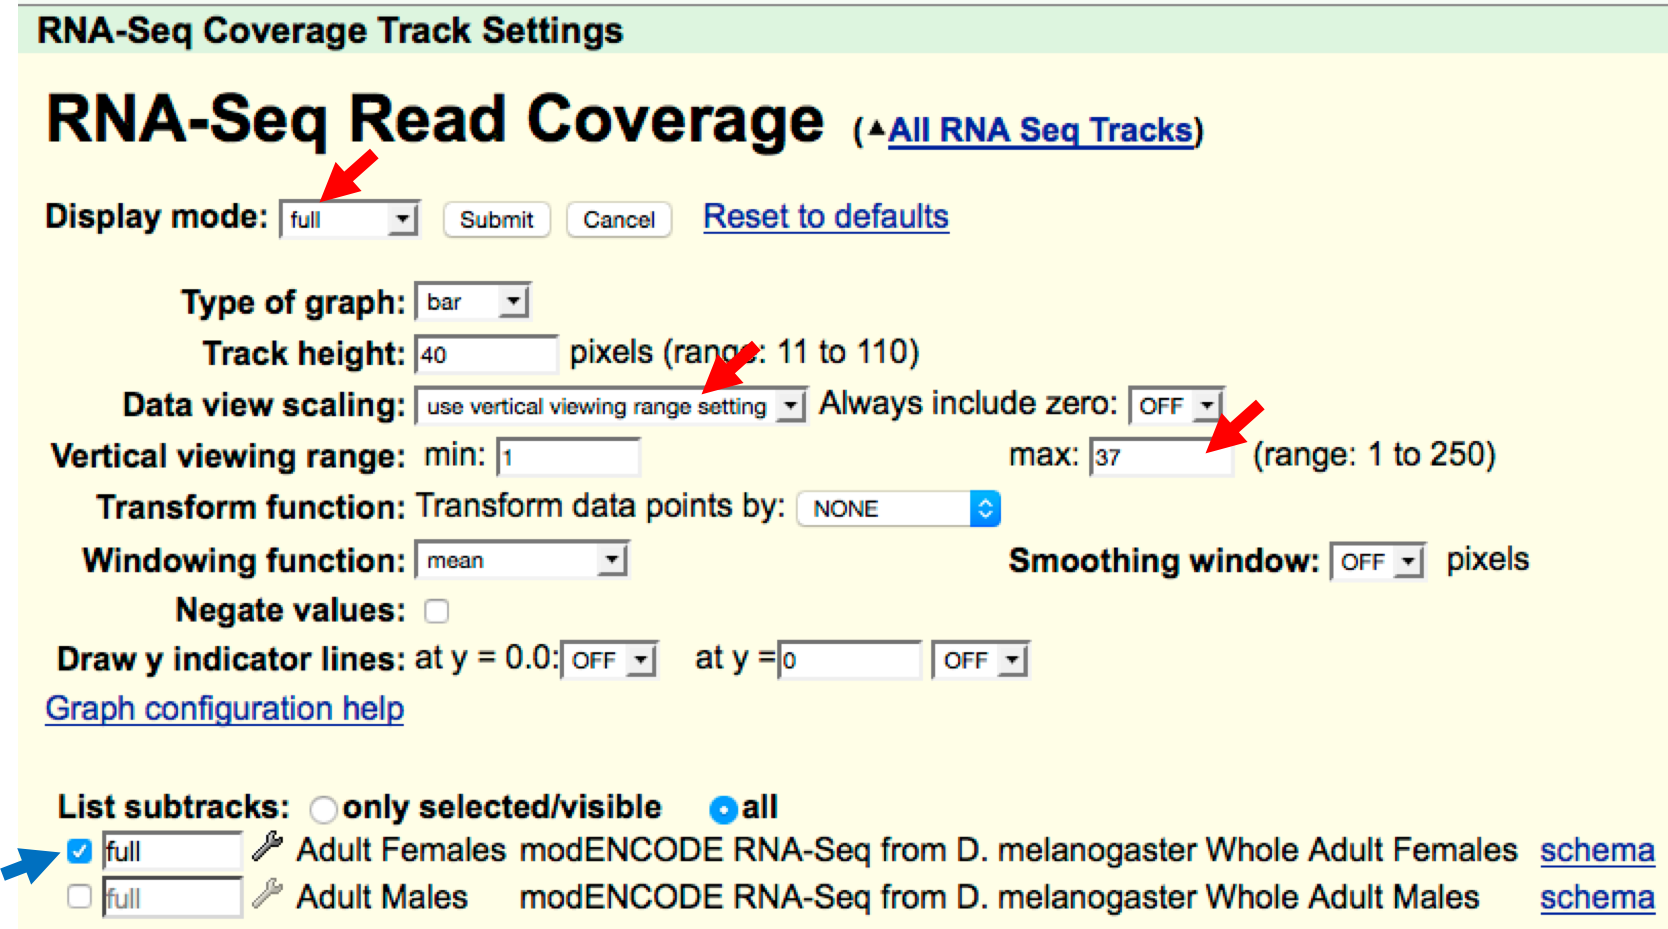 RNA-Seq Coverage Track Settings
RNA-Seq Read Coverage (▲All RNA Seq Tracks)
Display mode: full Submit Cancel Reset to defaults
Type of graph: bar
Track height: 40 pixels (range: 11 to 110)
Data view scaling: use vertical viewing range setting Always include zero: OFF
Vertical viewing range: min: 1 max: 37 (range: 1 to 250)
Transform function: Transform data points by: NONE
Windowing function: mean Smoothing window: OFF pixels
Negate values:
Draw y indicator lines: at y = 0.0: OFF at y = 0 OFF
Graph configuration help
List subtracks: only selected/visible all
full Adult Females modENCODE RNA-Seq from D. melanogaster Whole Adult Females schema
full Adult Males modENCODE RNA-Seq from D. melanogaster Whole Adult Males schema